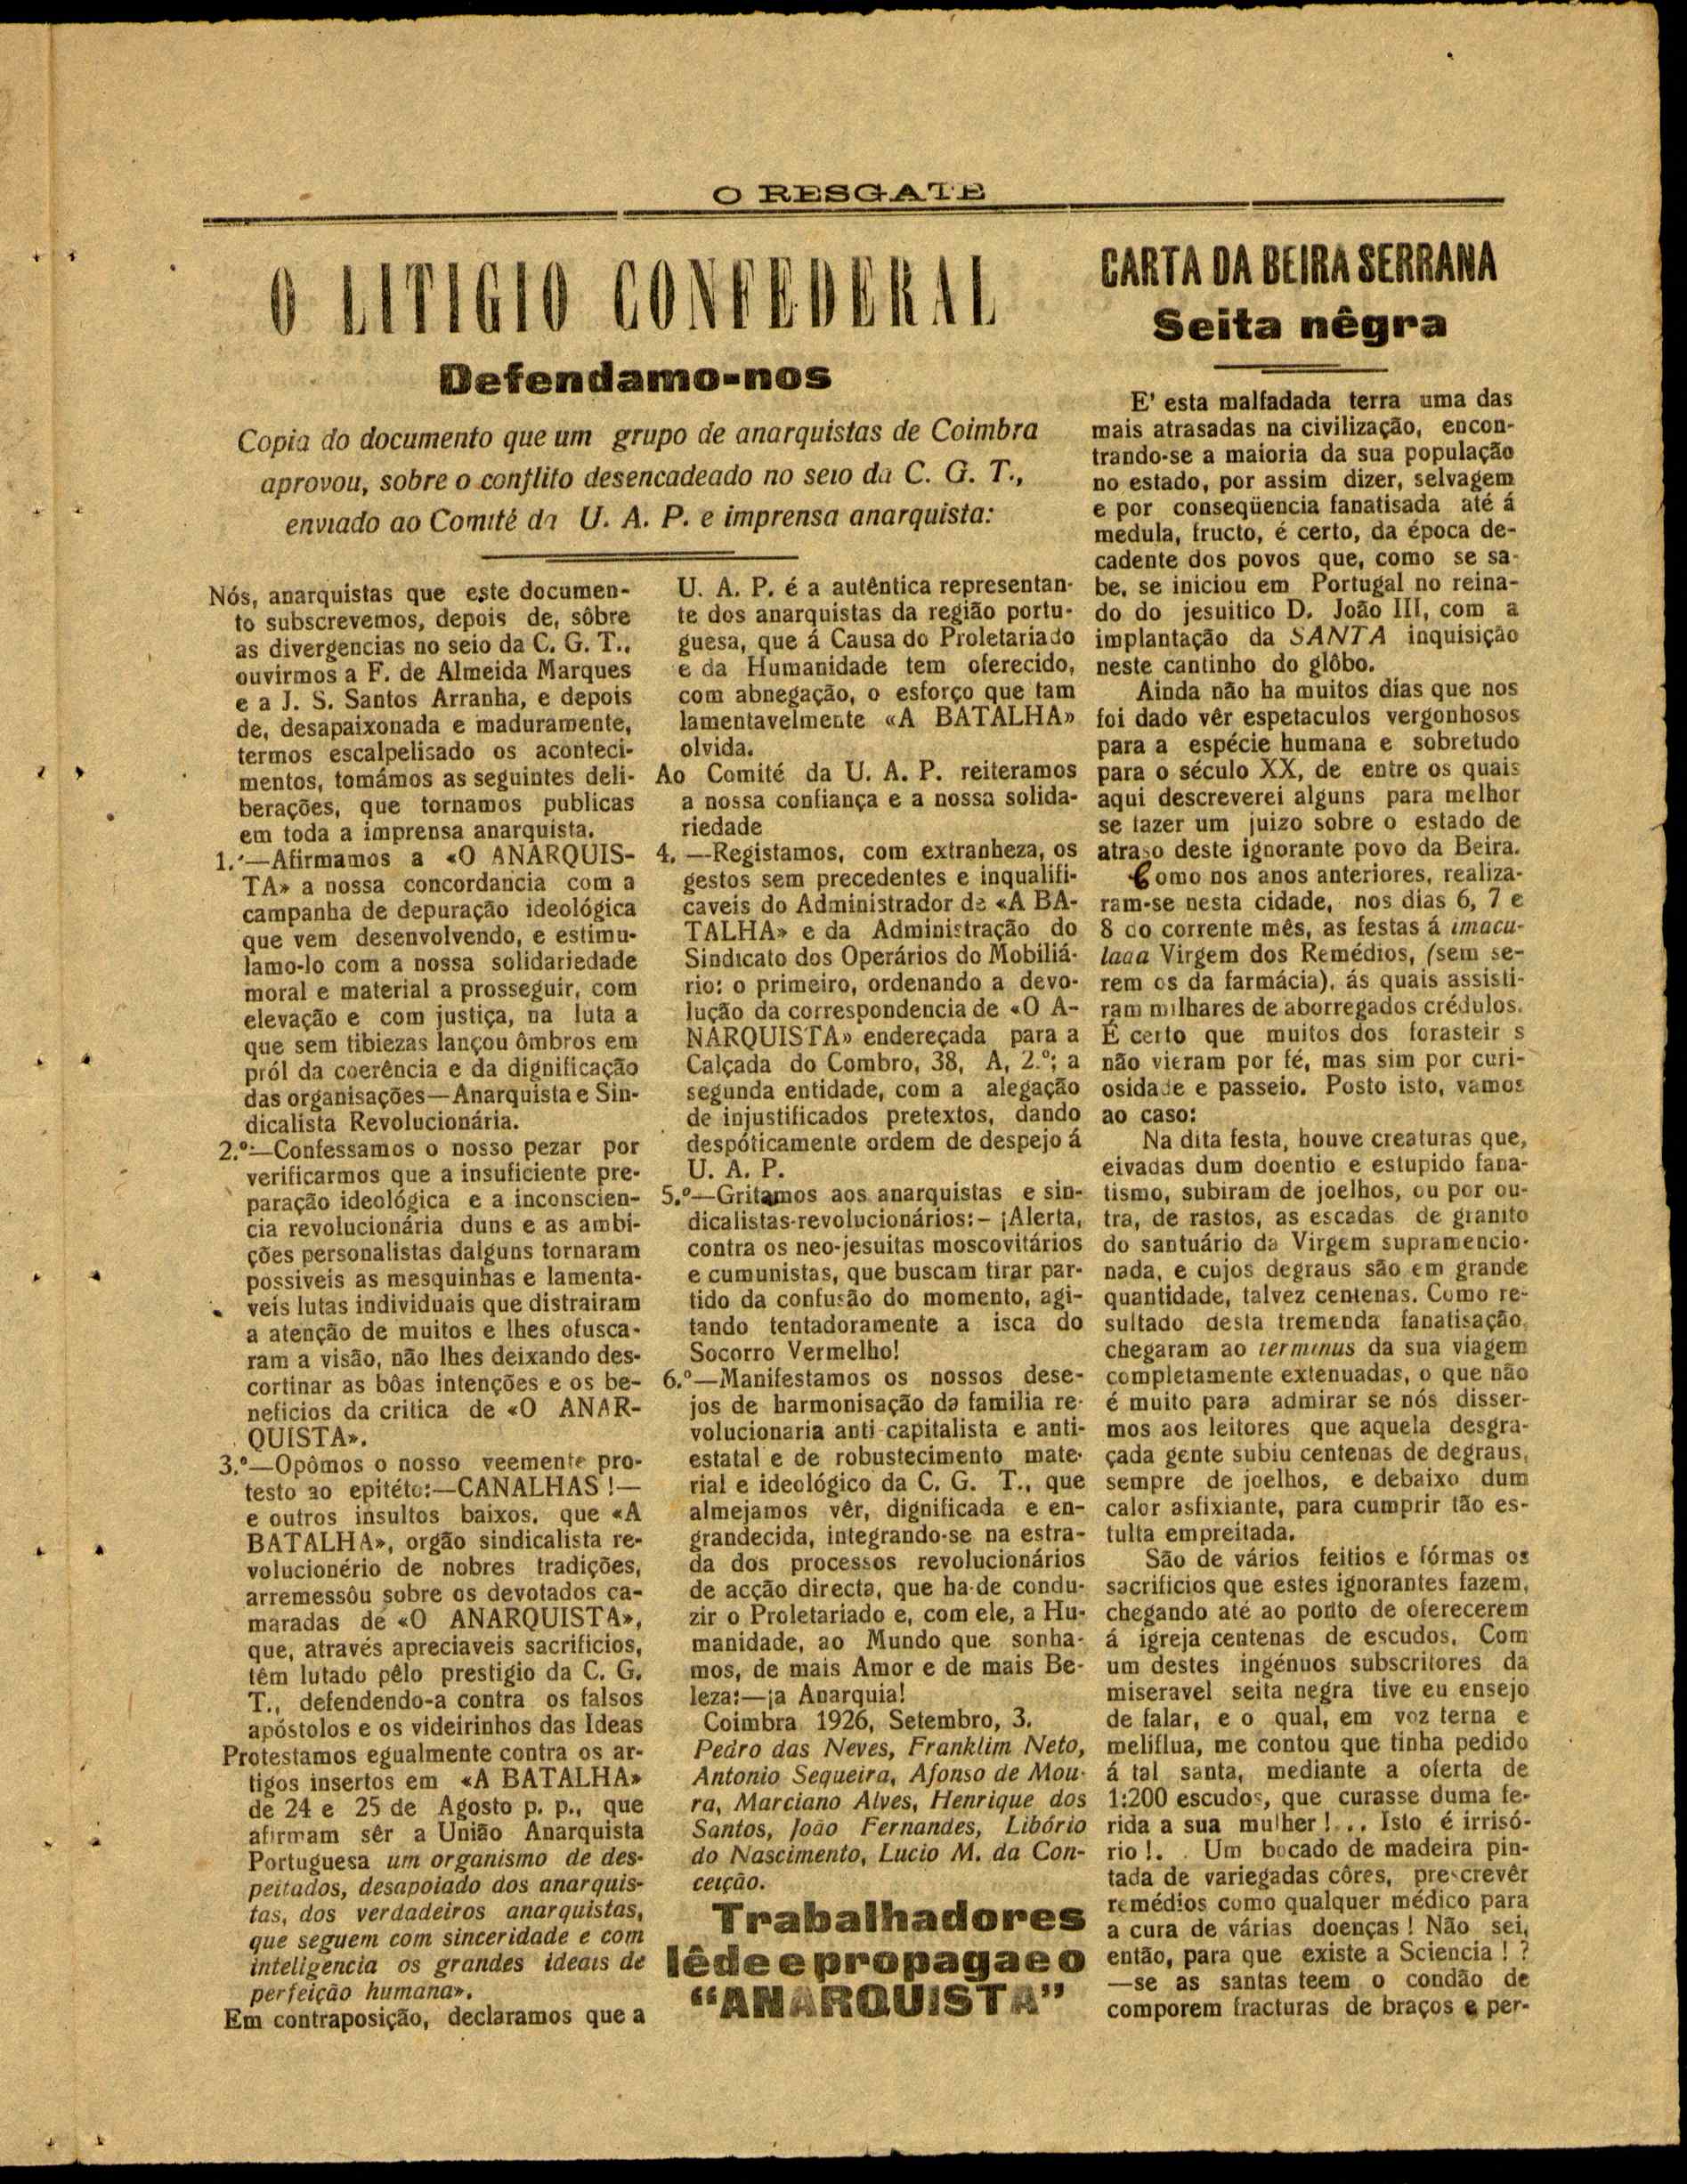 O RESGATE
O LITIGIO CONFEDERAL
Defendamo-nos
Copia do documento que um grupo de anarquistas de Coimbra
aprovou, sobre o conflito desencadeado no seio da C. G. T.,
enviado ao Comité da U. A. P. e imprensa anarquista:
Nós, anarquistas que este documen-
to subscrevemos, depois de, sôbre
as divergencias no seio da C. G. T.,
ouvirmos a F. de Almeida Marques
e a J. S. Santos Arranha, e depois
de, desapaixonada e maduramente,
termos escalpelisado os aconteci-
mentos, tomámos as seguintes deli-
berações, que tornamos publicas
em toda a imprensa anarquista.
1.º—Afirmamos a «O ANARQUIS-
TA» a nossa concordancia com a
campanha de depuração ideológica
que vem desenvolvendo, e estimu-
lamo-lo com a nossa solidariedade
moral e material a prosseguir, com
elevação e com justiça, na luta a
que sem tibiezas lançou ômbros em
pról da coerência e da dignificação
das organisações—Anarquista e Sin-
dicalista Revolucionária.
2.º—Confessamos o nosso pezar por
verificarmos que a insuficiente pre-
paração ideológica e a inconscien-
cia revolucionária duns e as ambi-
ções personalistas dalguns tornaram
possiveis as mesquinhas e lamenta-
veis lutas individuais que distrairam
a atenção de muitos e lhes ofusca-
ram a visão, não lhes deixando des-
cortinar as bôas intenções e os be-
neficios da critica de «O ANAR-
QUISTA».
3.º—Opômos o nosso veemente pro-
testo ao epitéto:—CANALHAS !—
e outros insultos baixos, que «A
BATALHA», orgão sindicalista re-
volucionério de nobres tradições,
arremessôu sobre os devotados ca-
maradas de «O ANARQUISTA»,
que, através apreciaveis sacrificios,
têm lutado pêlo prestigio da C. G.
T., defendendo-a contra os falsos
apóstolos e os videirinhos das Ideas
Protestamos egualmente contra os ar-
tigos insertos em «A BATALHA»
de 24 e 25 de Agosto p. p., que
afirmam sêr a União Anarquista
Portuguesa um organismo de des-
peitados, desapoiado dos anarquis-
tas, dos verdadeiros anarquistas,
que seguem com sinceridade e com
inteligencia os grandes ideais de
perfeição humana».
Em contraposição, declaramos que a
U. A. P. é a autêntica representan-
te dos anarquistas da região portu-
guesa, que á Causa do Proletariado
e da Humanidade tem oferecido,
com abnegação, o esforço que tam
lamentavelmente «A BATALHA»
olvida.
Ao Comité da U. A. P. reiteramos
a nossa confiança e a nossa solida-
riedade
4. —Registamos, com extranheza, os
gestos sem precedentes e inqualifi-
caveis do Administrador de «A BA-
TALHA» e da Administração do
Sindicato dos Operários do Mobiliá-
rio: o primeiro, ordenando a devo-
lução da correspondencia de «O A-
NARQUISTA» endereçada para a
Calçada do Combro, 38, A, 2.º; a
segunda entidade, com a alegação
de injustificados pretextos, dando
despóticamente ordem de despejo á
U. A. P.
5.º—Gritamos aos anarquistas e sin-
dicalistas-revolucionários:– ¡Alerta,
contra os neo-jesuitas moscovitários
e cumunistas, que buscam tirar par-
tido da confusão do momento, agi-
tando tentadoramente a isca do
Socorro Vermelho!
6.º—Manifestamos os nossos dese-
jos de harmonisação da familia re-
volucionaria anti-capitalista e anti-
estatal e de robustecimento mate-
rial e ideológico da C. G. T., que
almejamos vêr, dignificada e en-
grandecida, integrando-se na estra-
da dos processos revolucionários
de acção directa, que ha-de condu-
zir o Proletariado e, com ele, a Hu-
manidade, ao Mundo que sonha-
mos, de mais Amor e de mais Be-
leza:—¡a Anarquia!
Coimbra 1926, Setembro, 3.
Pedro das Neves, Franklim Neto,
Antonio Sequeira, Afonso de Mou-
ra, Marciano Alves, Henrique dos
Santos, João Fernandes, Libório
do Nascimento, Lucio M. da Con-
ceição.
Trabalhadores
lêde e propagae o
“ANARQUISTA”
CARTA DA BEIRA SERRANA
Seita nêgra
E' esta malfadada terra uma das
mais atrasadas na civilização, encon-
trando-se a maioria da sua população
no estado, por assim dizer, selvagem
e por conseqüencia fanatisada até á
medula, fructo, é certo, da época de-
cadente dos povos que, como se sa-
be, se iniciou em Portugal no reina-
do do jesuitico D. João III, com a
implantação da SANTA inquisição
neste cantinho do glôbo.
Ainda não ha muitos dias que nos
foi dado vêr espetaculos vergonhosos
para a espécie humana e sobretudo
para o século XX, de entre os quais
aqui descreverei alguns para melhor
se fazer um juizo sobre o estado de
atraso deste ignorante povo da Beira.
Como nos anos anteriores, realiza-
ram-se nesta cidade, nos dias 6, 7 e
8 do corrente mês, as festas á imacu-
lada Virgem dos Remédios, (sem se-
rem os da farmácia), ás quais assisti-
ram milhares de aborregados crédulos.
É certo que muitos dos forasteir s
não vieram por fé, mas sim por curi-
osidade e passeio. Posto isto, vamos
ao caso:
Na dita festa, houve creaturas que,
eivadas dum doentio e estupido fana-
tismo, subiram de joelhos, ou por ou-
tra, de rastos, as escadas de granito
do santuário da Virgem supramencio-
nada, e cujos degraus são em grande
quantidade, talvez centenas. Como re-
sultado desta tremenda fanatisação,
chegaram ao terminus da sua viagem
completamente extenuadas, o que não
é muito para admirar se nós disser-
mos aos leitores que aquela desgra-
çada gente subiu centenas de degraus,
sempre de joelhos, e debaixo dum
calor asfixiante, para cumprir tão es-
tulta empreitada.
São de vários feitios e fórmas os
sacrificios que estes ignorantes fazem,
chegando até ao ponto de oferecerem
á igreja centenas de escudos. Com
um destes ingénuos subscritores da
miseravel seita negra tive eu ensejo
de falar, e o qual, em voz terna e
meliflua, me contou que tinha pedido
á tal santa, mediante a oferta de
1:200 escudos, que curasse duma fe-
rida a sua mulher !... Isto é irrisó-
rio !. . Um bocado de madeira pin-
tada de variegadas côres, prescrevêr
remédios como qualquer médico para
a cura de várias doenças ! Não sei,
então, para que existe a Sciencia ! ?
—se as santas teem o condão de
comporem fracturas de braços e per-